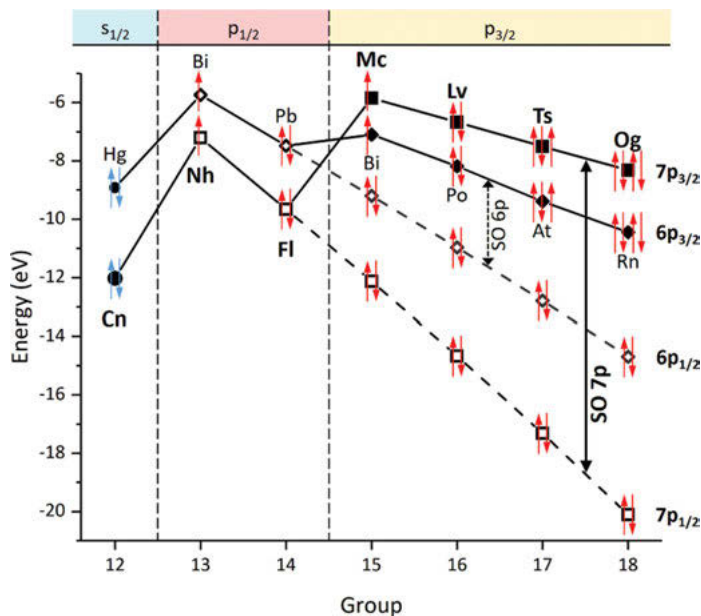 s1/2 p1/2 p3/2
Bi
Mc
Lv
Ts
Og
Hg
Pb
Nh
Bi
Po
At
Rn
7p3/2
6p3/2
Fl
Cn
SO 6p
SO 7p
6p1/2
7p1/2
Energy (eV)
-6
-8
-10
-12
-14
-16
-18
-20
12 13 14 15 16 17 18
Group